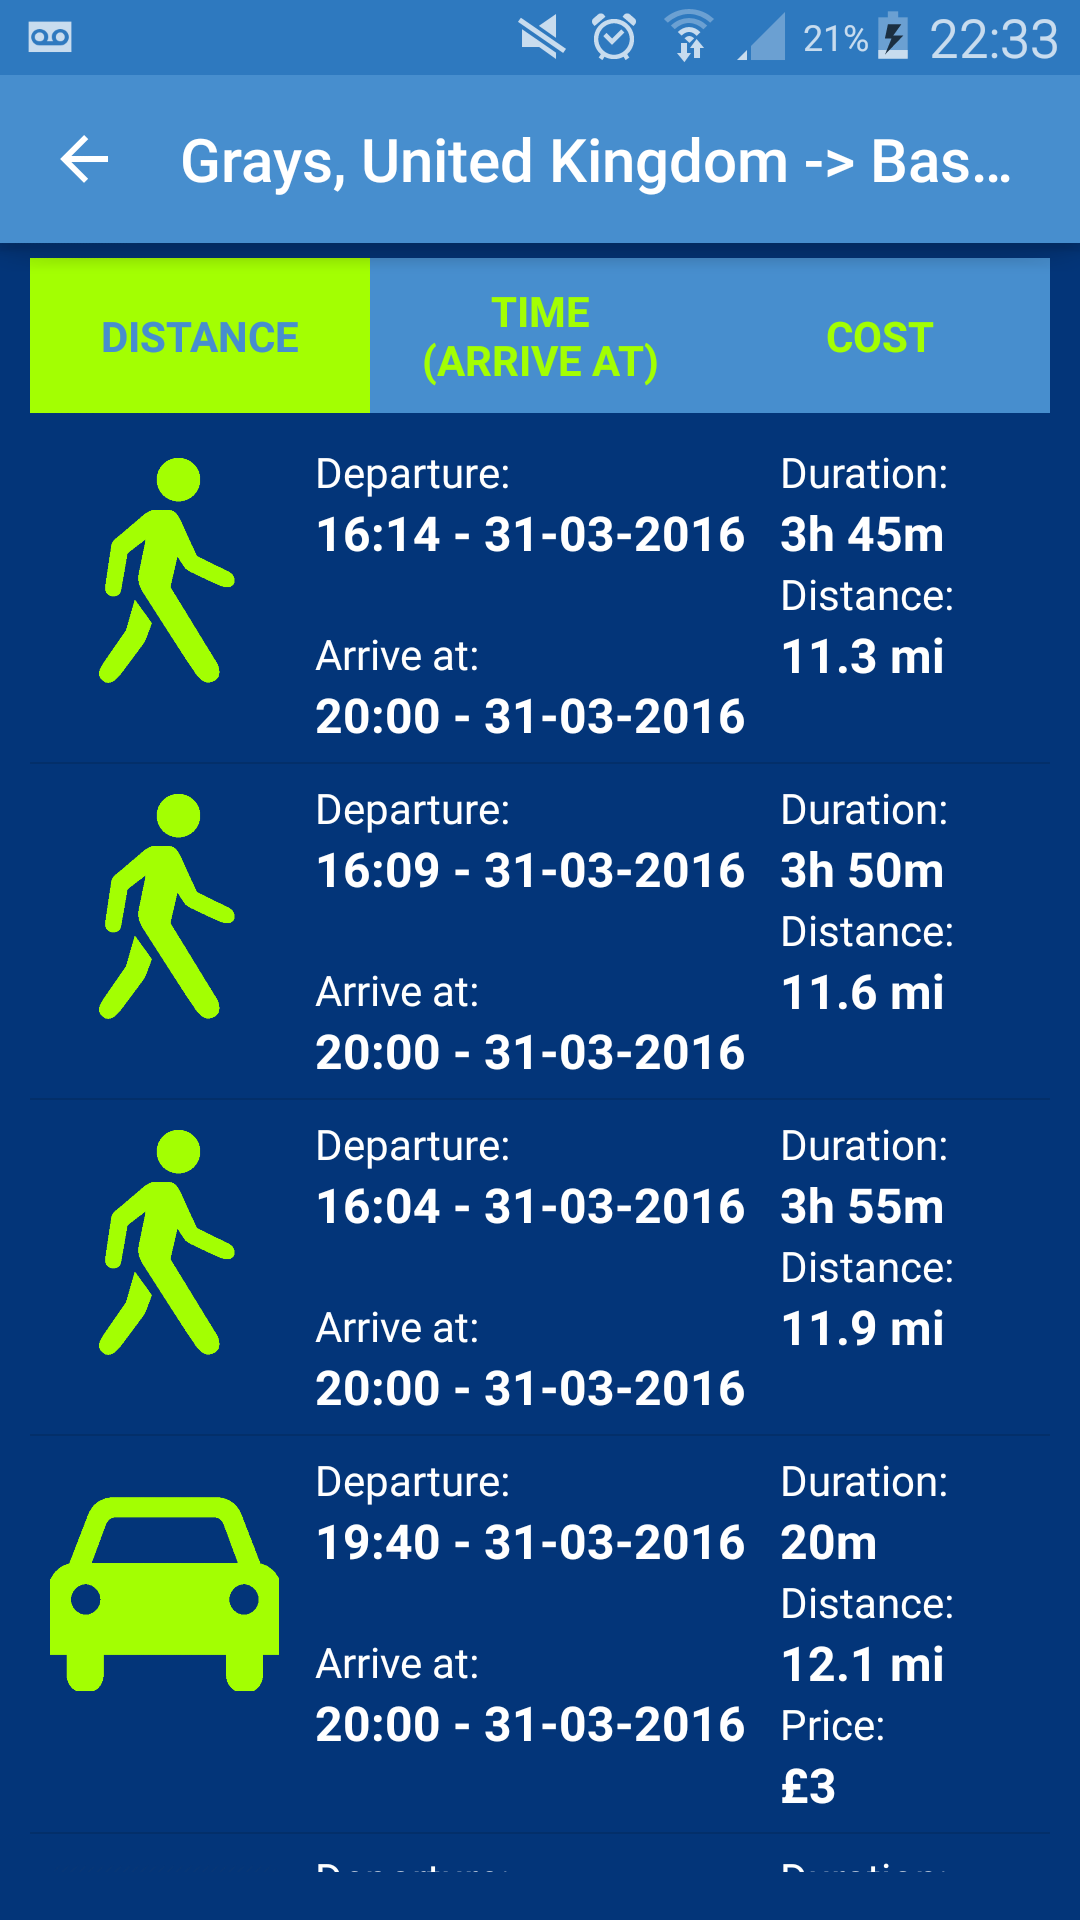 21% 22:33
Grays, United Kingdom -> Bas...
DISTANCE
TIME
(ARRIVE AT)
COST
Departure:
16:14 - 31-03-2016
Arrive at:
20:00 - 31-03-2016
Duration:
3h 45m
Distance:
11.3 mi
Departure:
16:09 - 31-03-2016
Arrive at:
20:00 - 31-03-2016
Duration:
3h 50m
Distance:
11.6 mi
Departure:
16:04 - 31-03-2016
Arrive at:
20:00 - 31-03-2016
Duration:
3h 55m
Distance:
11.9 mi
Departure:
19:40 - 31-03-2016
Arrive at:
20:00 - 31-03-2016
Duration:
20m
Distance:
12.1 mi
Price:
£3